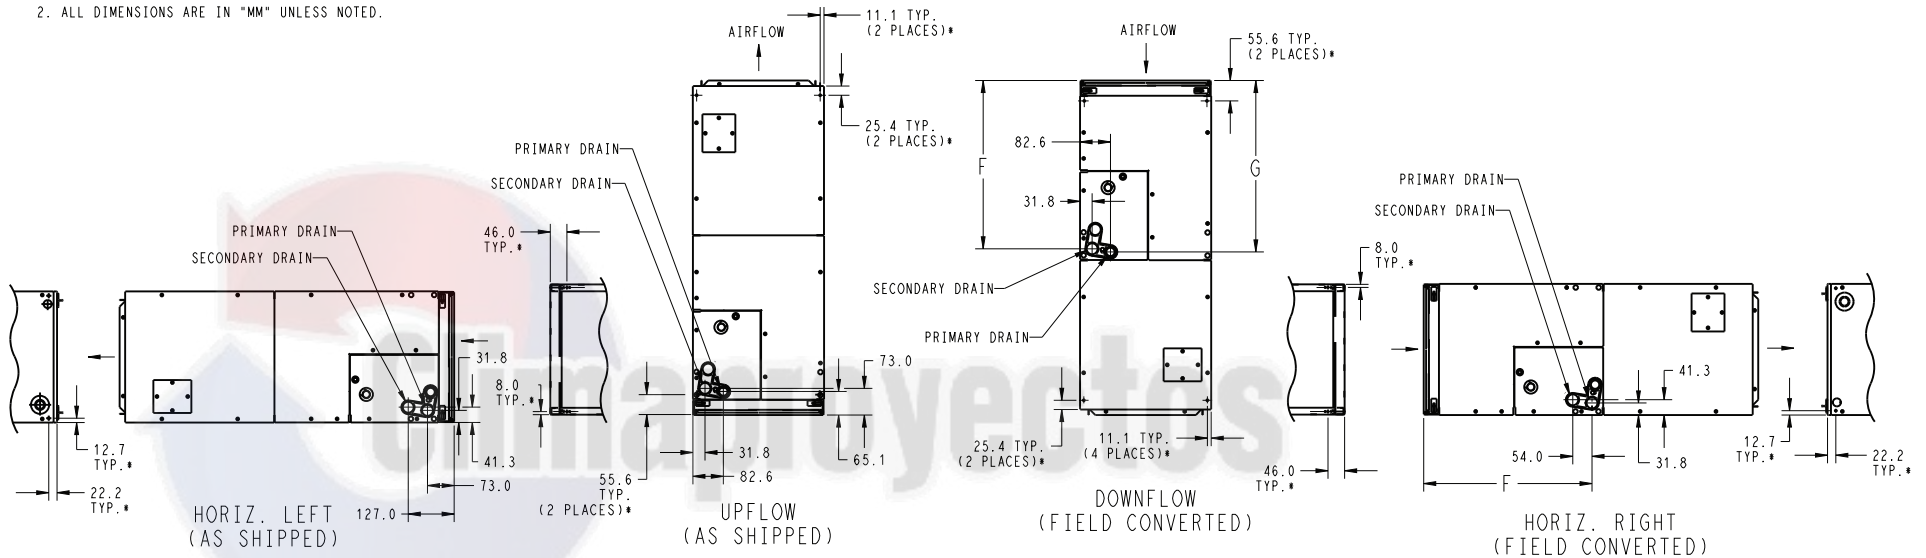 2. ALL DIMENSIONS ARE IN "MM" UNLESS NOTED.
PRIMARY DRAIN
SECONDARY DRAIN
12.7
TYP.*
22.2
TYP.*
31.8
41.3
73.0
127.0
HORIZ. LEFT
(AS SHIPPED)
AIRFLOW
11.1 TYP.
(2 PLACES)*
25.4 TYP.
(2 PLACES)*
PRIMARY DRAIN
SECONDARY DRAIN
46.0
TYP.*
8.0
TYP.*
73.0
65.1
31.8
82.6
55.6
TYP.
(2 PLACES)*
UPFLOW
(AS SHIPPED)
AIRFLOW
55.6 TYP.
(2 PLACES)*
F
G
82.6
31.8
SECONDARY DRAIN
PRIMARY DRAIN
25.4 TYP.
(2 PLACES)*
11.1 TYP.
(4 PLACES)*
46.0
TYP.*
DOWNFLOW
(FIELD CONVERTED)
8.0
TYP.*
PRIMARY DRAIN
SECONDARY DRAIN
41.3
54.0
31.8
F
12.7
TYP.*
22.2
TYP.*
HORIZ. RIGHT
(FIELD CONVERTED)
Climaproyectos